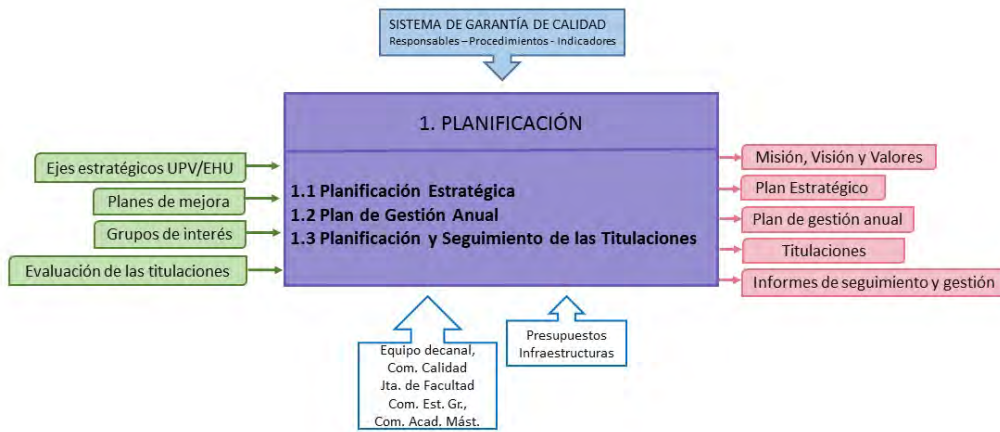 SISTEMA DE GARANTÍA DE CALIDAD
Responsables – Procedimientos - Indicadores
1. PLANIFICACIÓN
Ejes estratégicos UPV/EHU
Planes de mejora
Grupos de interés
Evaluación de las titulaciones
1.1 Planificación Estratégica
1.2 Plan de Gestión Anual
1.3 Planificación y Seguimiento de las Titulaciones
Misión, Visión y Valores
Plan Estratégico
Plan de gestión anual
Titulaciones
Informes de seguimiento y gestión
Equipo decanal,
Com. Calidad
Jta. de Facultad
Com. Est. Gr.,
Com. Acad. Mást.
Presupuestos
Infraestructuras